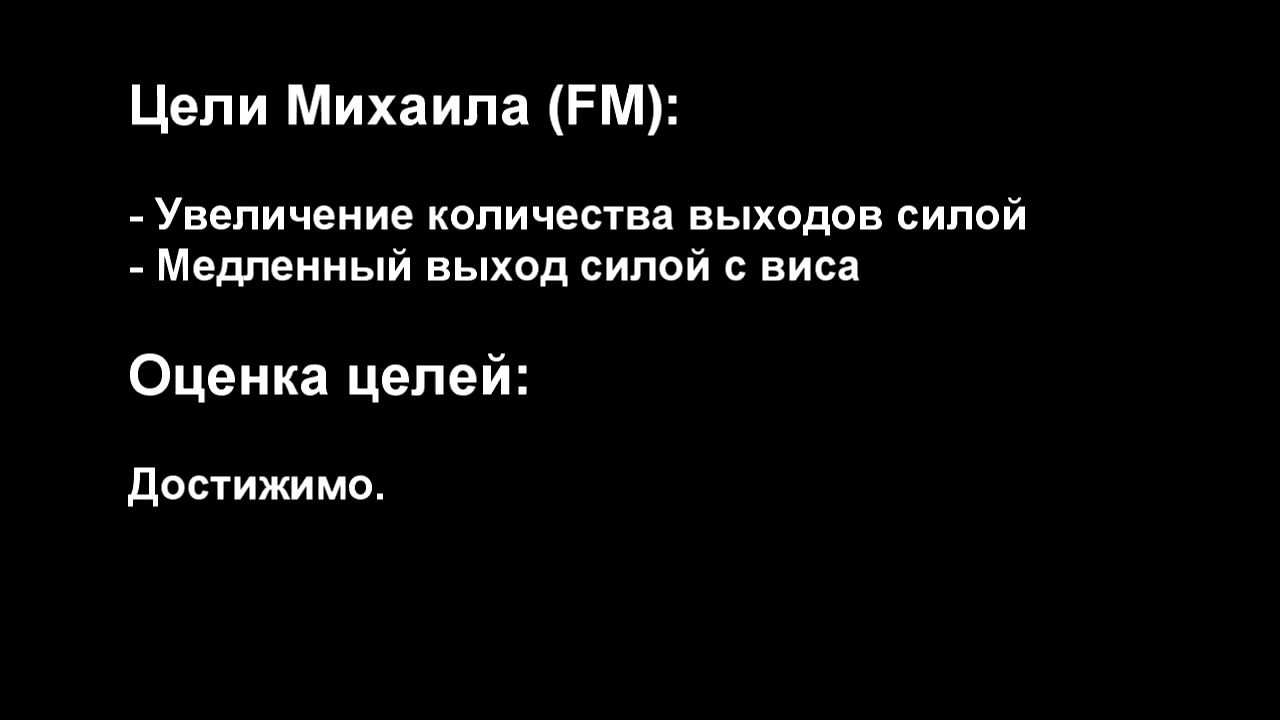 Цели Михаила (FM):
- Увеличение количества выходов силой
- Медленный выход силой с виса
Оценка целей:
Достижимо.